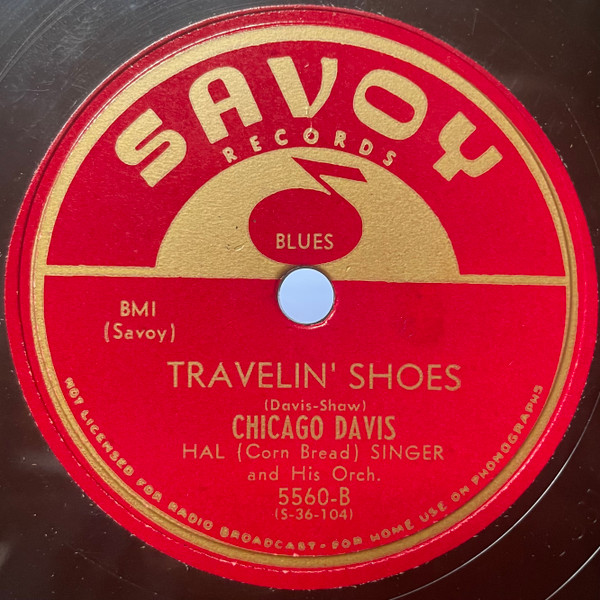 SAVOY
RECORDS
BLUES
BMI
(Savoy)
TRAVELIN' SHOES
(Davis-Shaw)
CHICAGO DAVIS
HAL (Corn Bread) SINGER
and His Orch.
5560-B
(S-36-104)
NOT LICENSED FOR RADIO BROADCAST - FOR HOME USE ON PHONOGRAPHS